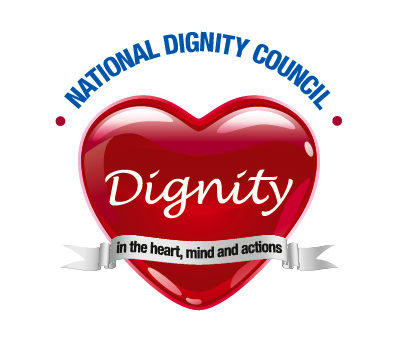 NATIONAL DIGNITY COUNCIL
Dignity
in the heart, mind and actions